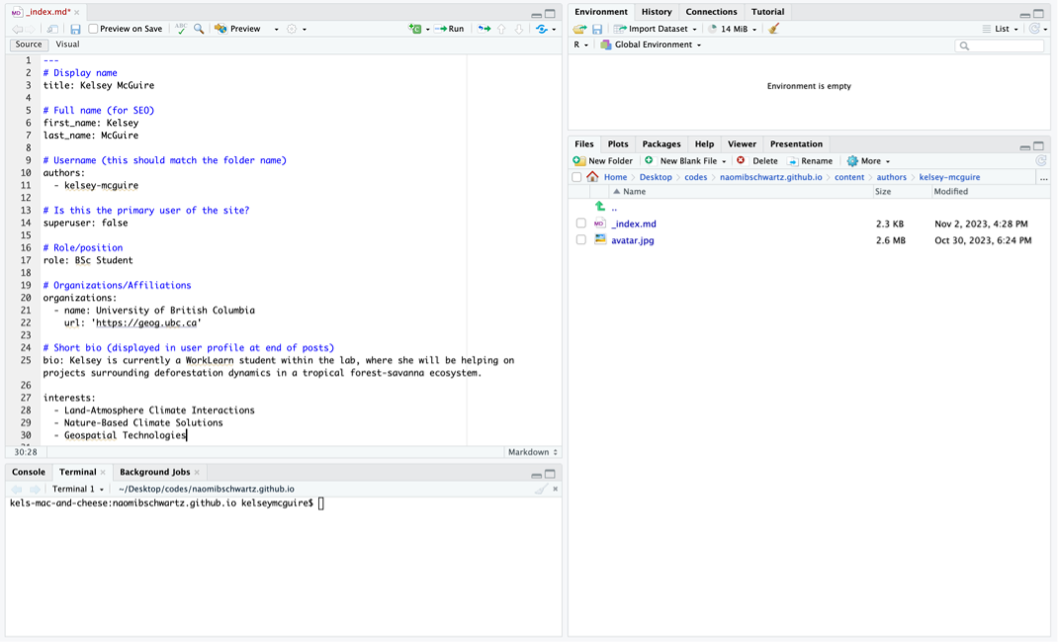 _index.md*
Preview on Save
ABC
Preview
Run
Source Visual
1 ---
2 # Display name
3 title: Kelsey McGuire
4
5 # Full name (for SEO)
6 first_name: Kelsey
7 last_name: McGuire
8
9 # Username (this should match the folder name)
10 authors:
11 - kelsey-mcguire
12
13 # Is this the primary user of the site?
14 superuser: false
15
16 # Role/position
17 role: BSc Student
18
19 # Organizations/Affiliations
20 organizations:
21 - name: University of British Columbia
22 url: 'https://geog.ubc.ca'
23
24 # Short bio (displayed in user profile at end of posts)
25 bio: Kelsey is currently a WorkLearn student within the lab, where she will be helping on
projects surrounding deforestation dynamics in a tropical forest-savanna ecosystem.
26
27 interests:
28 - Land-Atmosphere Climate Interactions
29 - Nature-Based Climate Solutions
30 - Geospatial Technologies
30:28 Markdown
Console Terminal Background Jobs
Terminal 1 ~/Desktop/codes/naomibschwartz.github.io
kels-mac-and-cheese:naomibschwartz.github.io kelseymcguire$
Environment History Connections Tutorial
Import Dataset 14 MiB List
R Global Environment
Environment is empty
Files Plots Packages Help Viewer Presentation
New Folder New Blank File Delete Rename More
Home Desktop codes naomibschwartz.github.io content authors kelsey-mcguire ...
Name Size Modified
..
_index.md 2.3 KB Nov 2, 2023, 4:28 PM
avatar.jpg 2.6 MB Oct 30, 2023, 6:24 PM